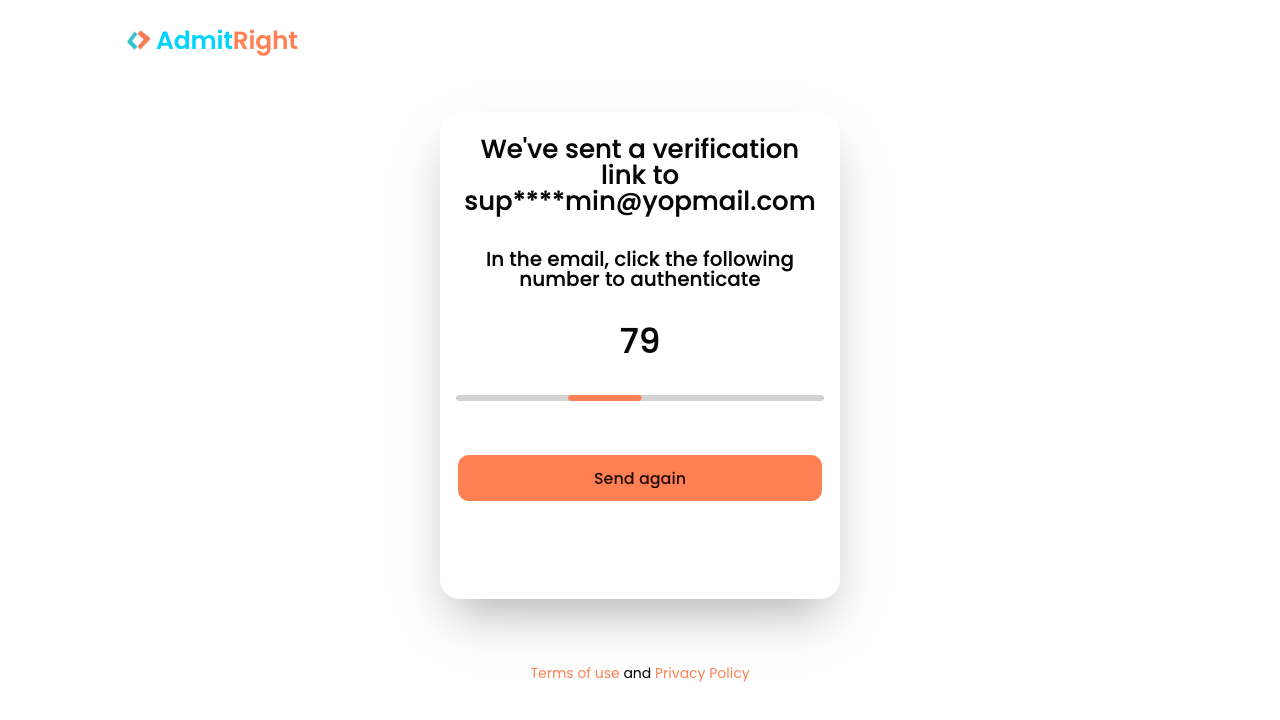 AdmitRight
We've sent a verification
link to
sup****min@yopmail.com
In the email, click the following
number to authenticate
79
Send again
Terms of use and Privacy Policy